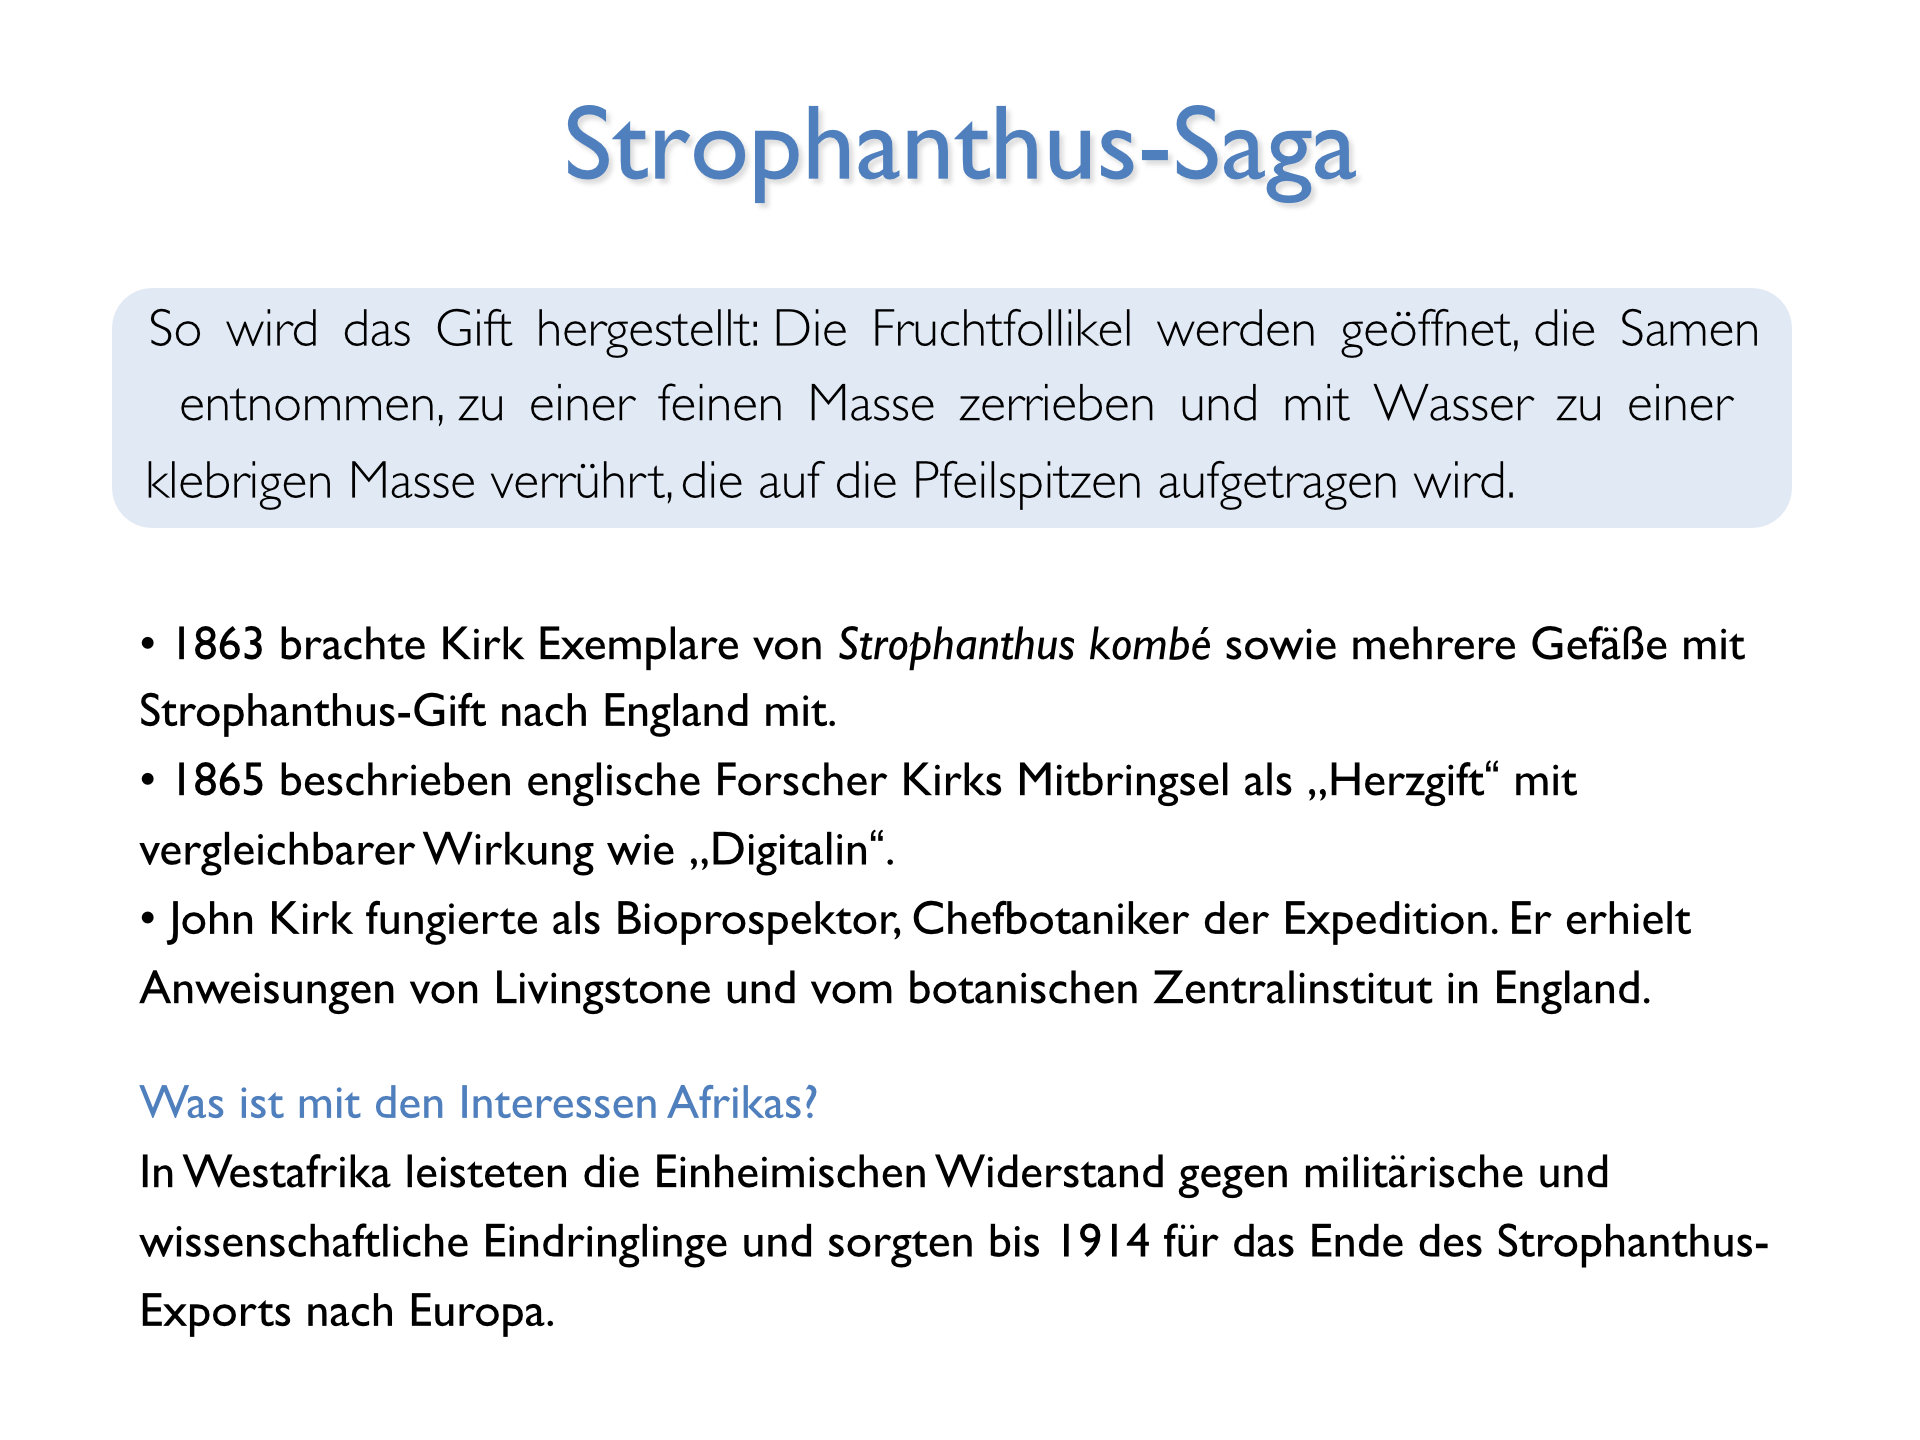 Strophanthus-Saga
So wird das Gift hergestellt: Die Fruchtfollikel werden geöffnet, die Samen
entnommen, zu einer feinen Masse zerrieben und mit Wasser zu einer
klebrigen Masse verrührt, die auf die Pfeilspitzen aufgetragen wird.
• 1863 brachte Kirk Exemplare von Strophanthus kombé sowie mehrere Gefäße mit
Strophanthus-Gift nach England mit.
• 1865 beschrieben englische Forscher Kirks Mitbringsel als „Herzgift“ mit
vergleichbarer Wirkung wie „Digitalin“.
• John Kirk fungierte als Bioprospektor, Chefbotaniker der Expedition. Er erhielt
Anweisungen von Livingstone und vom botanischen Zentralinstitut in England.
Was ist mit den Interessen Afrikas?
In Westafrika leisteten die Einheimischen Widerstand gegen militärische und
wissenschaftliche Eindringlinge und sorgten bis 1914 für das Ende des Strophanthus-
Exports nach Europa.